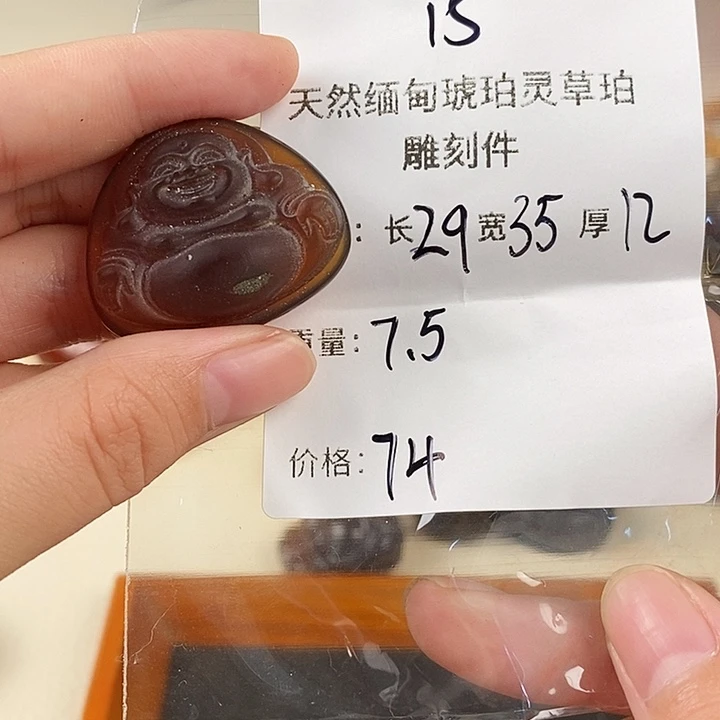 15
天然缅甸琥珀灵草珀
雕刻件
: 长29宽35 厚12
质量: 7.5
价格: 74